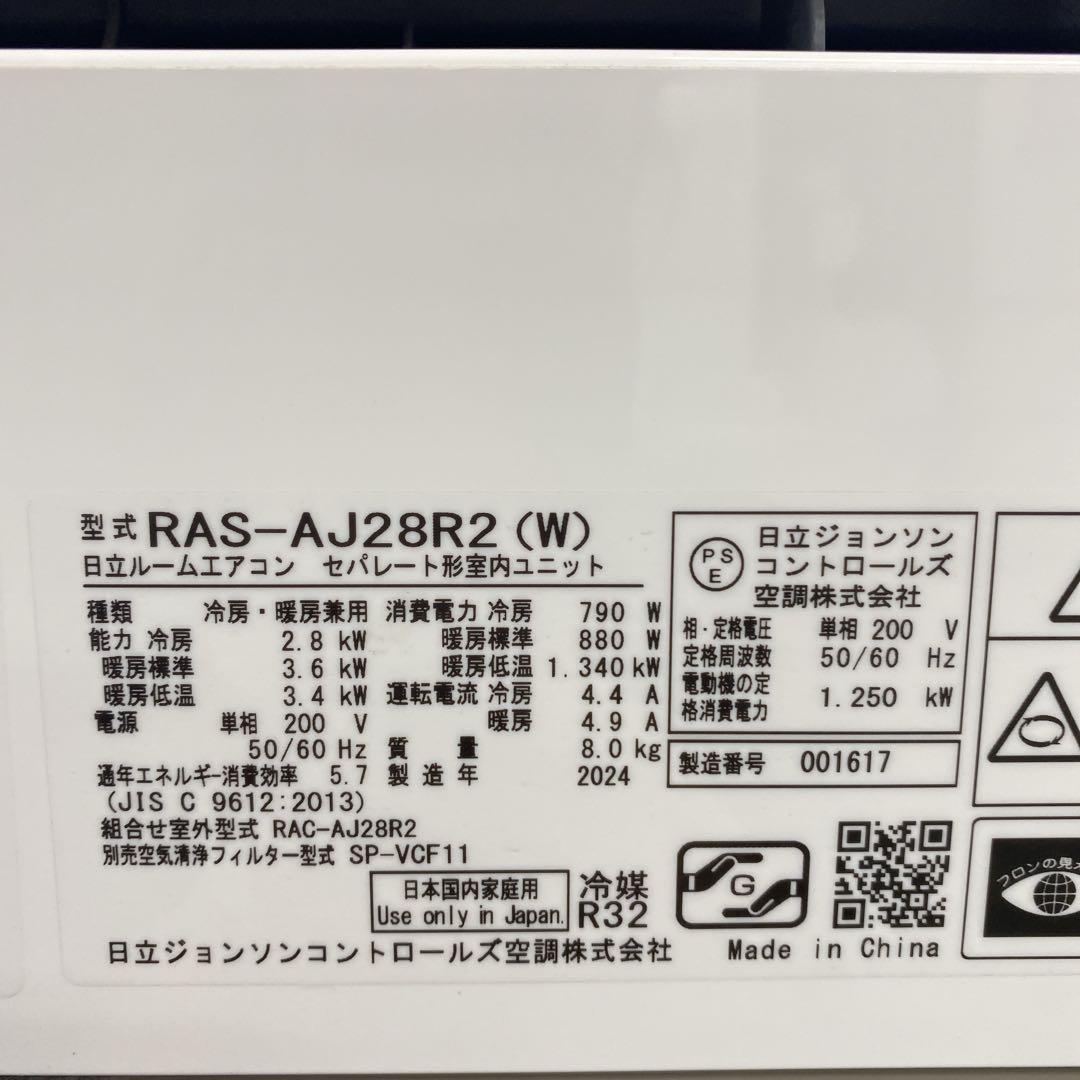 型式 RAS-AJ28R2(W)
日立ルームエアコン セパレート形室内ユニット
種類 冷房・暖房兼用
能力 冷房 2.8 kW
暖房標準 3.6 kW
暖房低温 3.4 kW
電源 単相 200 V
50/60 Hz
通年エネルギー消費効率 5.7
(JIS C 9612:2013)
消費電力 冷房 790 W
暖房標準 880 W
暖房低温 1.340 kW
運転電流 冷房 4.4 A
暖房 4.9 A
質量 8.0 kg
製造年 2024
組合せ室外型式 RAC-AJ28R2
別売空気清浄フィルター型式 SP-VCF11
日本国内家庭用
Use only in Japan.
冷媒
R32
日立ジョンソンコントロールズ空調株式会社
PS
E
日立ジョンソン
コントロールズ
空調株式会社
相・定格電圧 単相 200 V
定格周波数 50/60 Hz
電動機の定
格消費電力 1.250 kW
製造番号 001617
G
Made in China
フロンの見